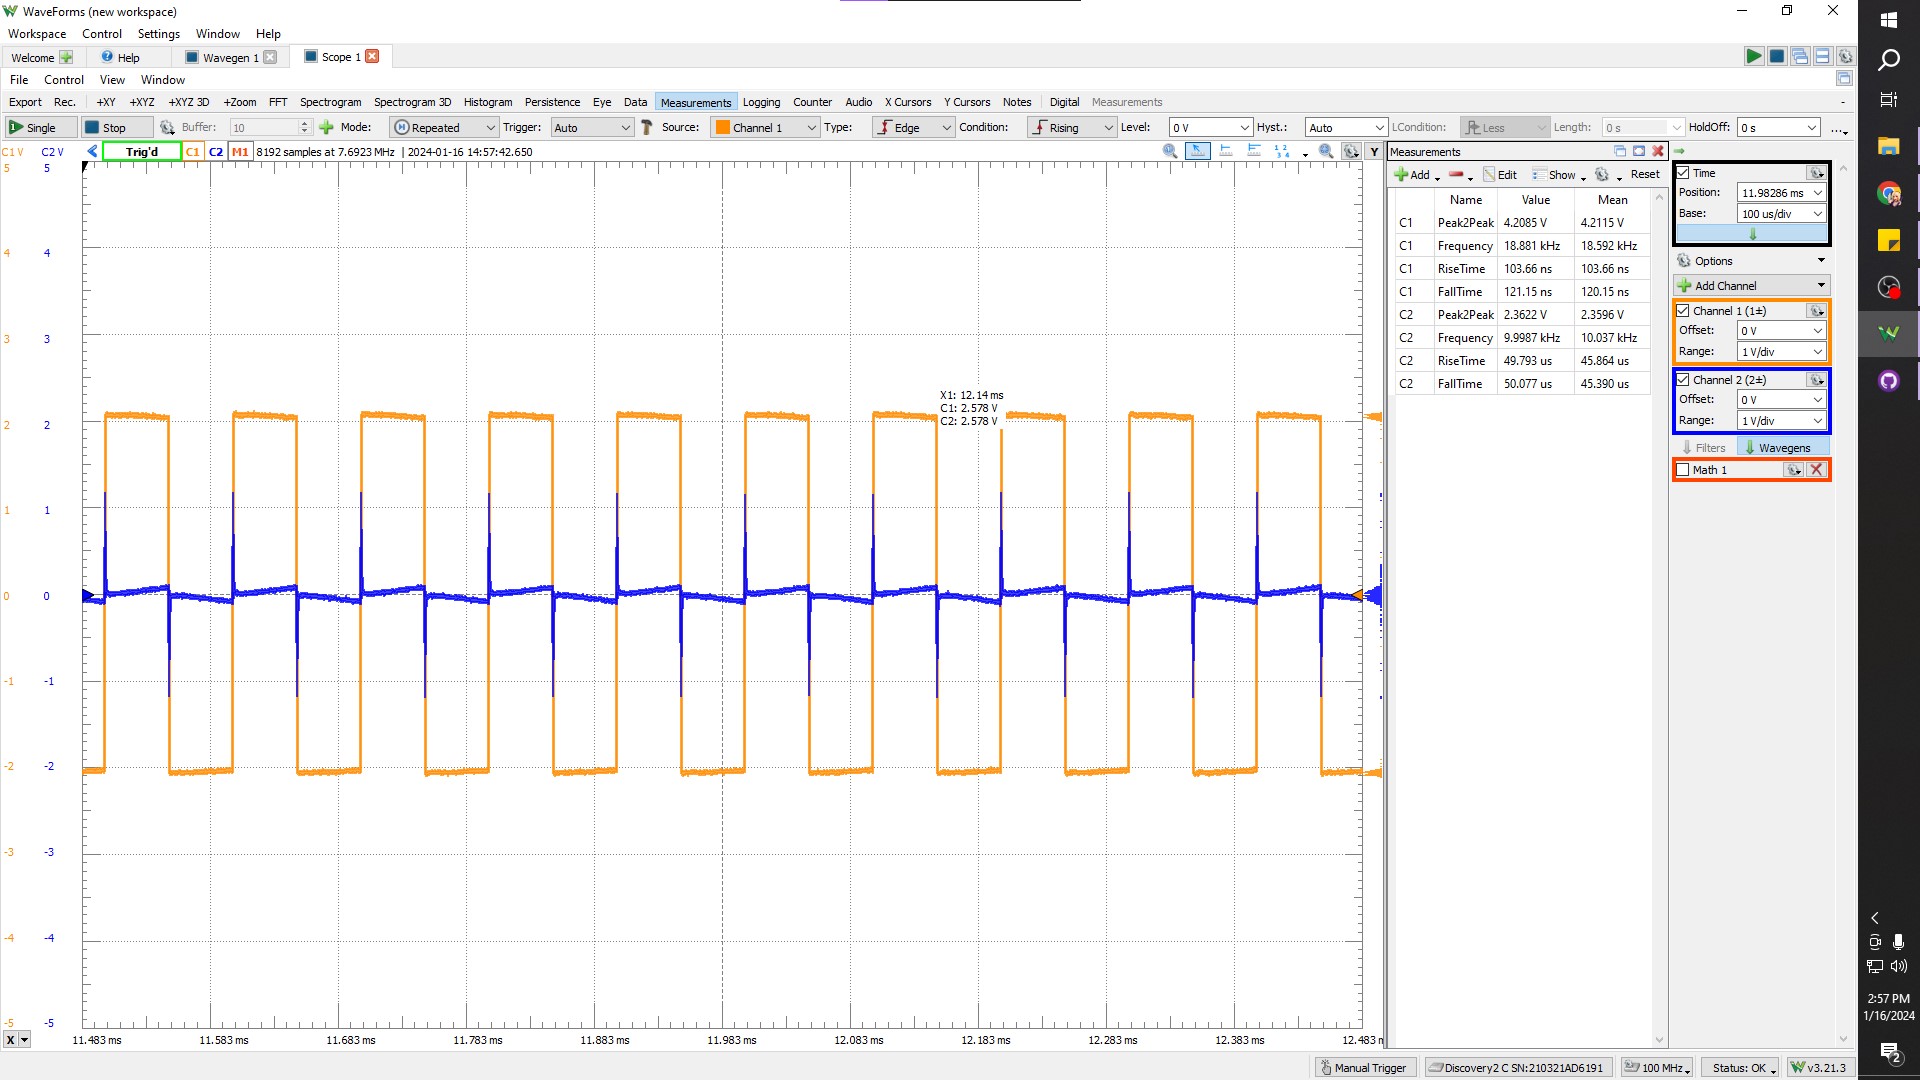 WaveForms (new workspace)
Workspace Control Settings Window Help
Welcome Help Wavegen 1 Scope 1
File Control View Window
Export Rec. +XY +XYZ +XYZ 3D +Zoom FFT Spectrogram Spectrogram 3D Histogram Persistence Eye Data Measurements Logging Counter Audio X Cursors Y Cursors Notes Digital Measurements
Single Stop Buffer: 10 Mode: Repeated Trigger: Auto Source: Channel 1 Type: Edge Condition: Rising Level: 0 V Hyst.: Auto LCondition: Less Length: 0 s HoldOff: 0 s ...
C1 V C2 V Trig'd C1 C2 M1 8192 samples at 7.6923 MHz | 2024-01-16 14:57:42.650 Y
5 5
4 4
3 3
2 2
1 1
0 0
-1 -1
-2 -2
-3 -3
-4 -4
-5 -5
X1: 12.14 ms
C1: 2.578 V
C2: 2.578 V
X 11.483 ms 11.583 ms 11.683 ms 11.783 ms 11.883 ms 11.983 ms 12.083 ms 12.183 ms 12.283 ms 12.383 ms 12.483 m
Measurements
Add Edit Show Reset
Name Value Mean
C1 Peak2Peak 4.2085 V 4.2115 V
C1 Frequency 18.881 kHz 18.592 kHz
C1 RiseTime 103.66 ns 103.66 ns
C1 FallTime 121.15 ns 120.15 ns
C2 Peak2Peak 2.3622 V 2.3596 V
C2 Frequency 9.9987 kHz 10.037 kHz
C2 RiseTime 49.793 us 45.864 us
C2 FallTime 50.077 us 45.390 us
Time
Position: 11.98286 ms
Base: 100 us/div
Options
Add Channel
Channel 1 (1±)
Offset: 0 V
Range: 1 V/div
Channel 2 (2±)
Offset: 0 V
Range: 1 V/div
Filters Wavegens
Math 1
Manual Trigger Discovery2 C SN:210321AD6191 100 MHz Status: OK v3.21.3
2:57 PM
1/16/2024
2